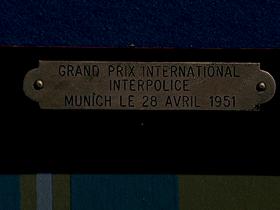 GRAND PRIX INTERNATIONAL
INTERPOLICE
MUNICH LE 28 AVRIL 1951